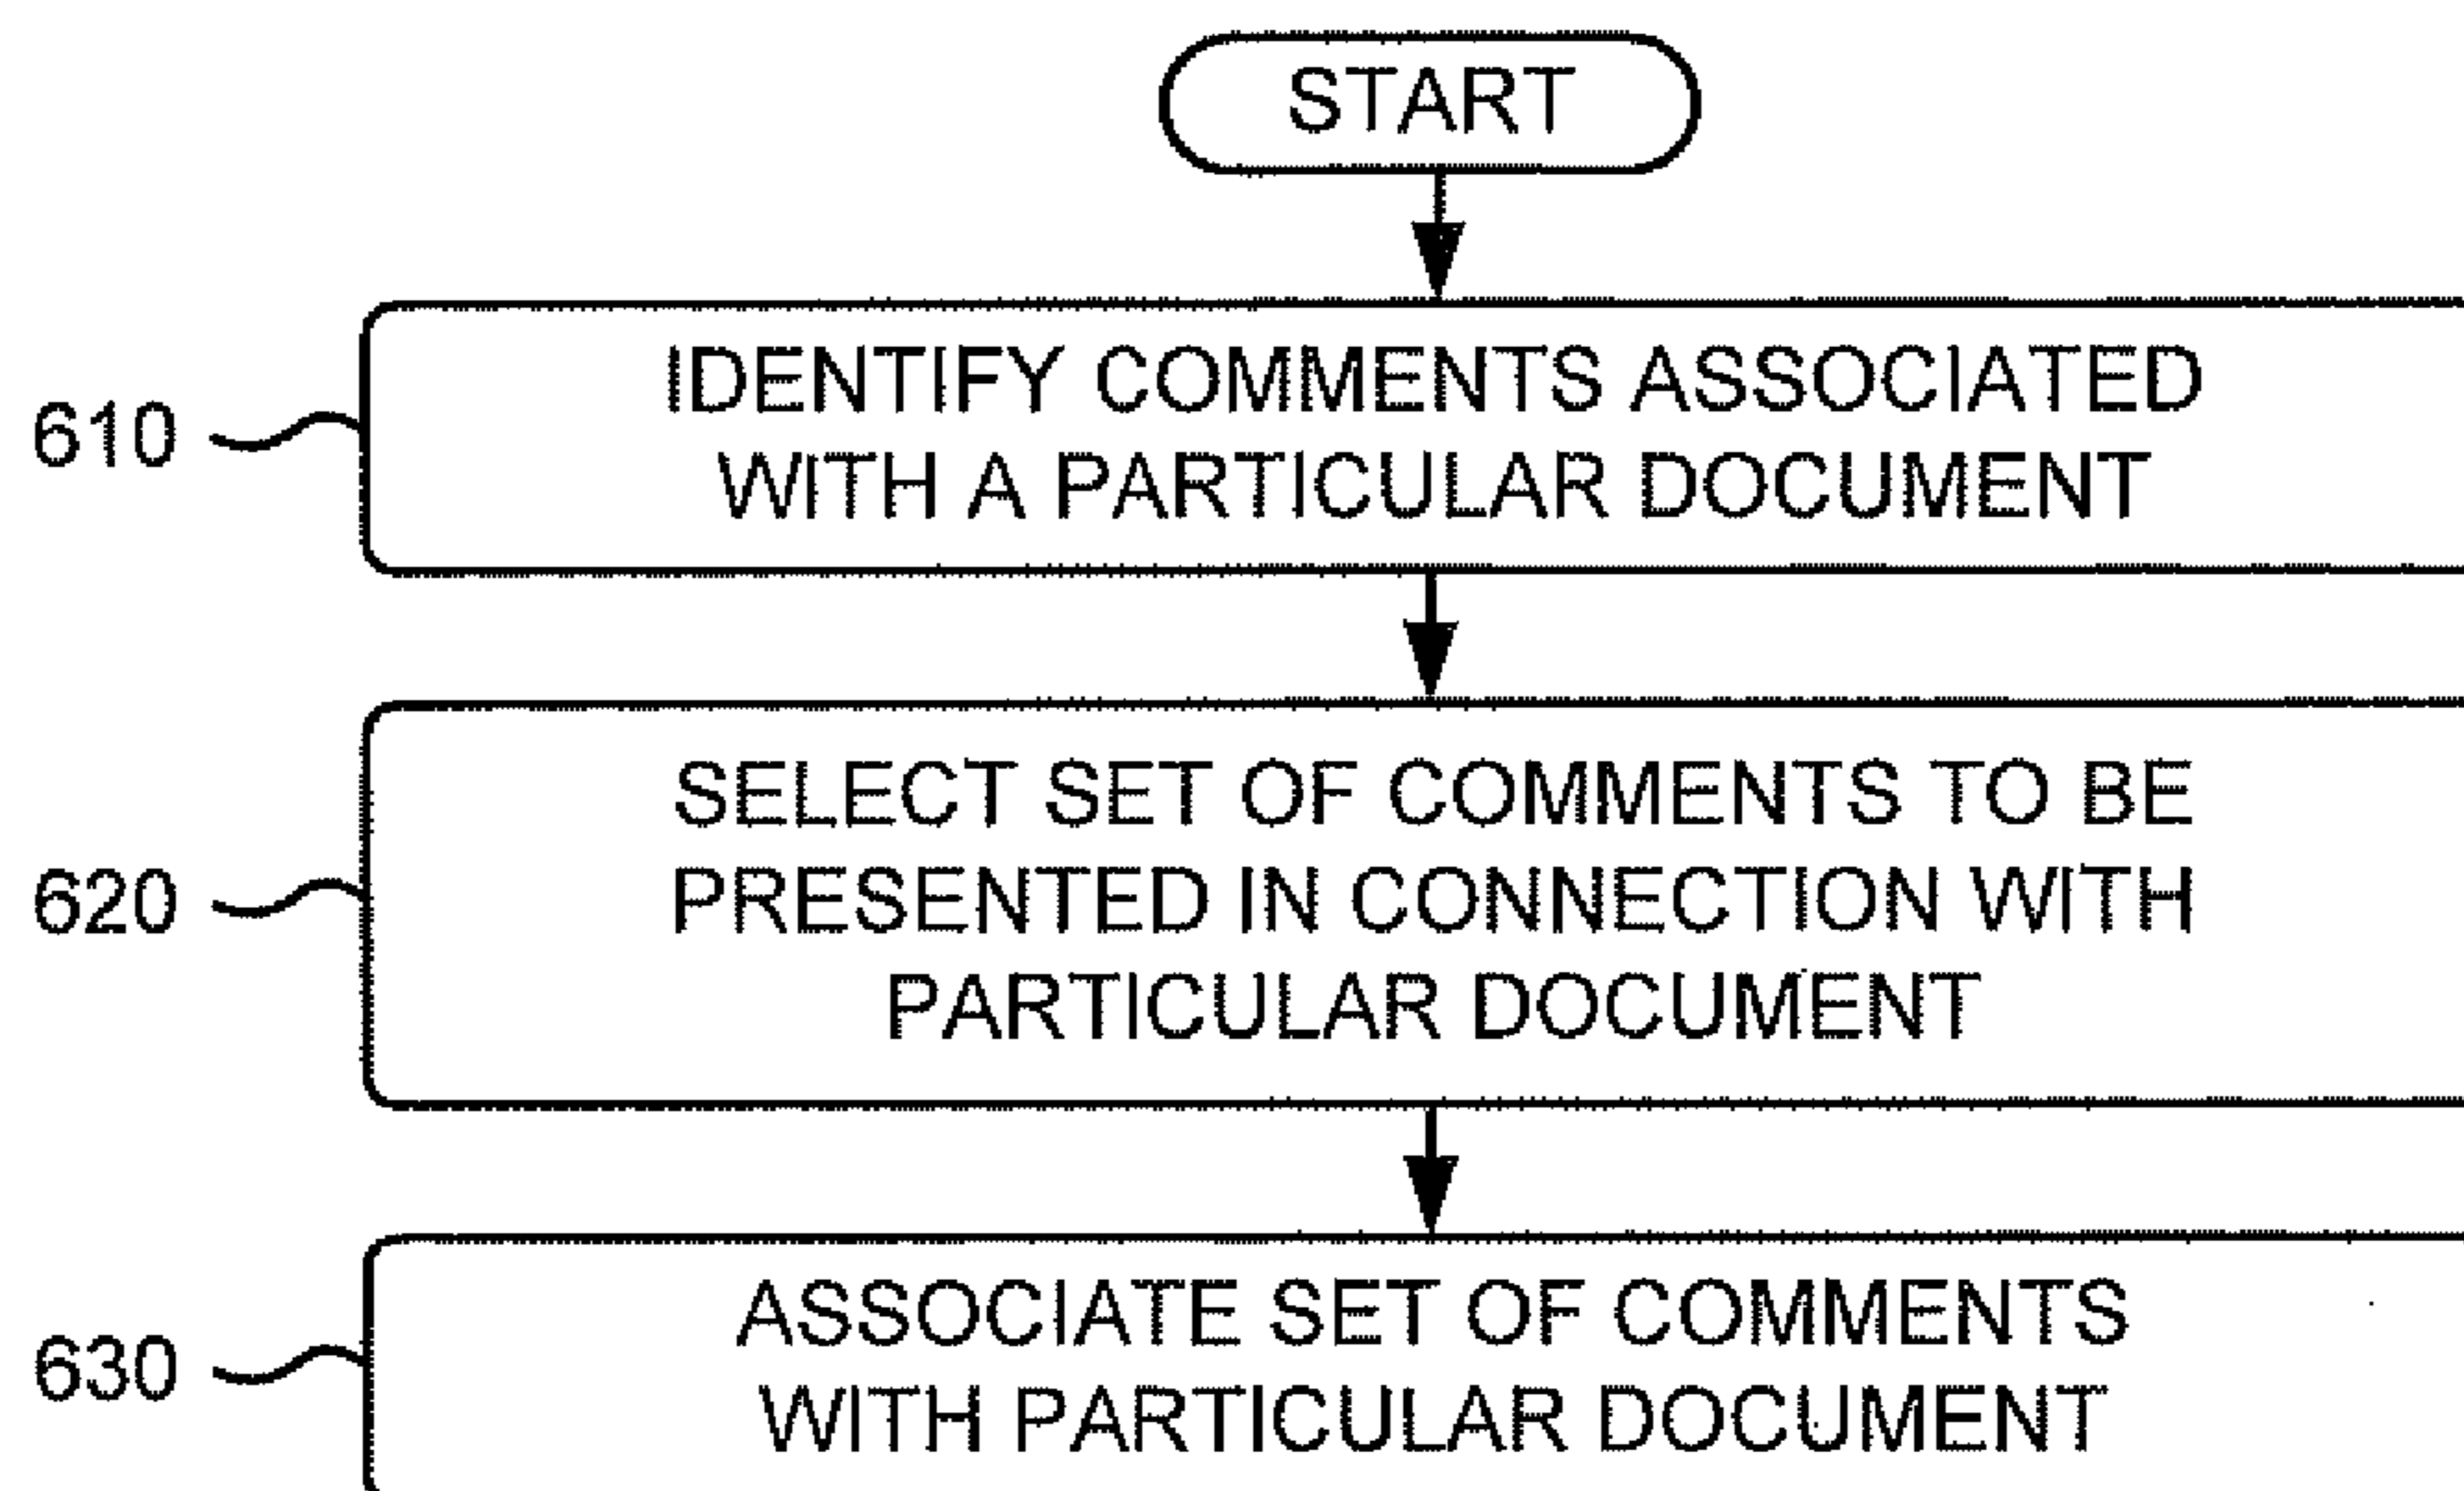 START
610
IDENTIFY COMMENTS ASSOCIATED
WITH A PARTICULAR DOCUMENT
620
SELECT SET OF COMMENTS TO BE
PRESENTED IN CONNECTION WITH
PARTICULAR DOCUMENT
630
ASSOCIATE SET OF COMMENTS
WITH PARTICULAR DOCUMENT